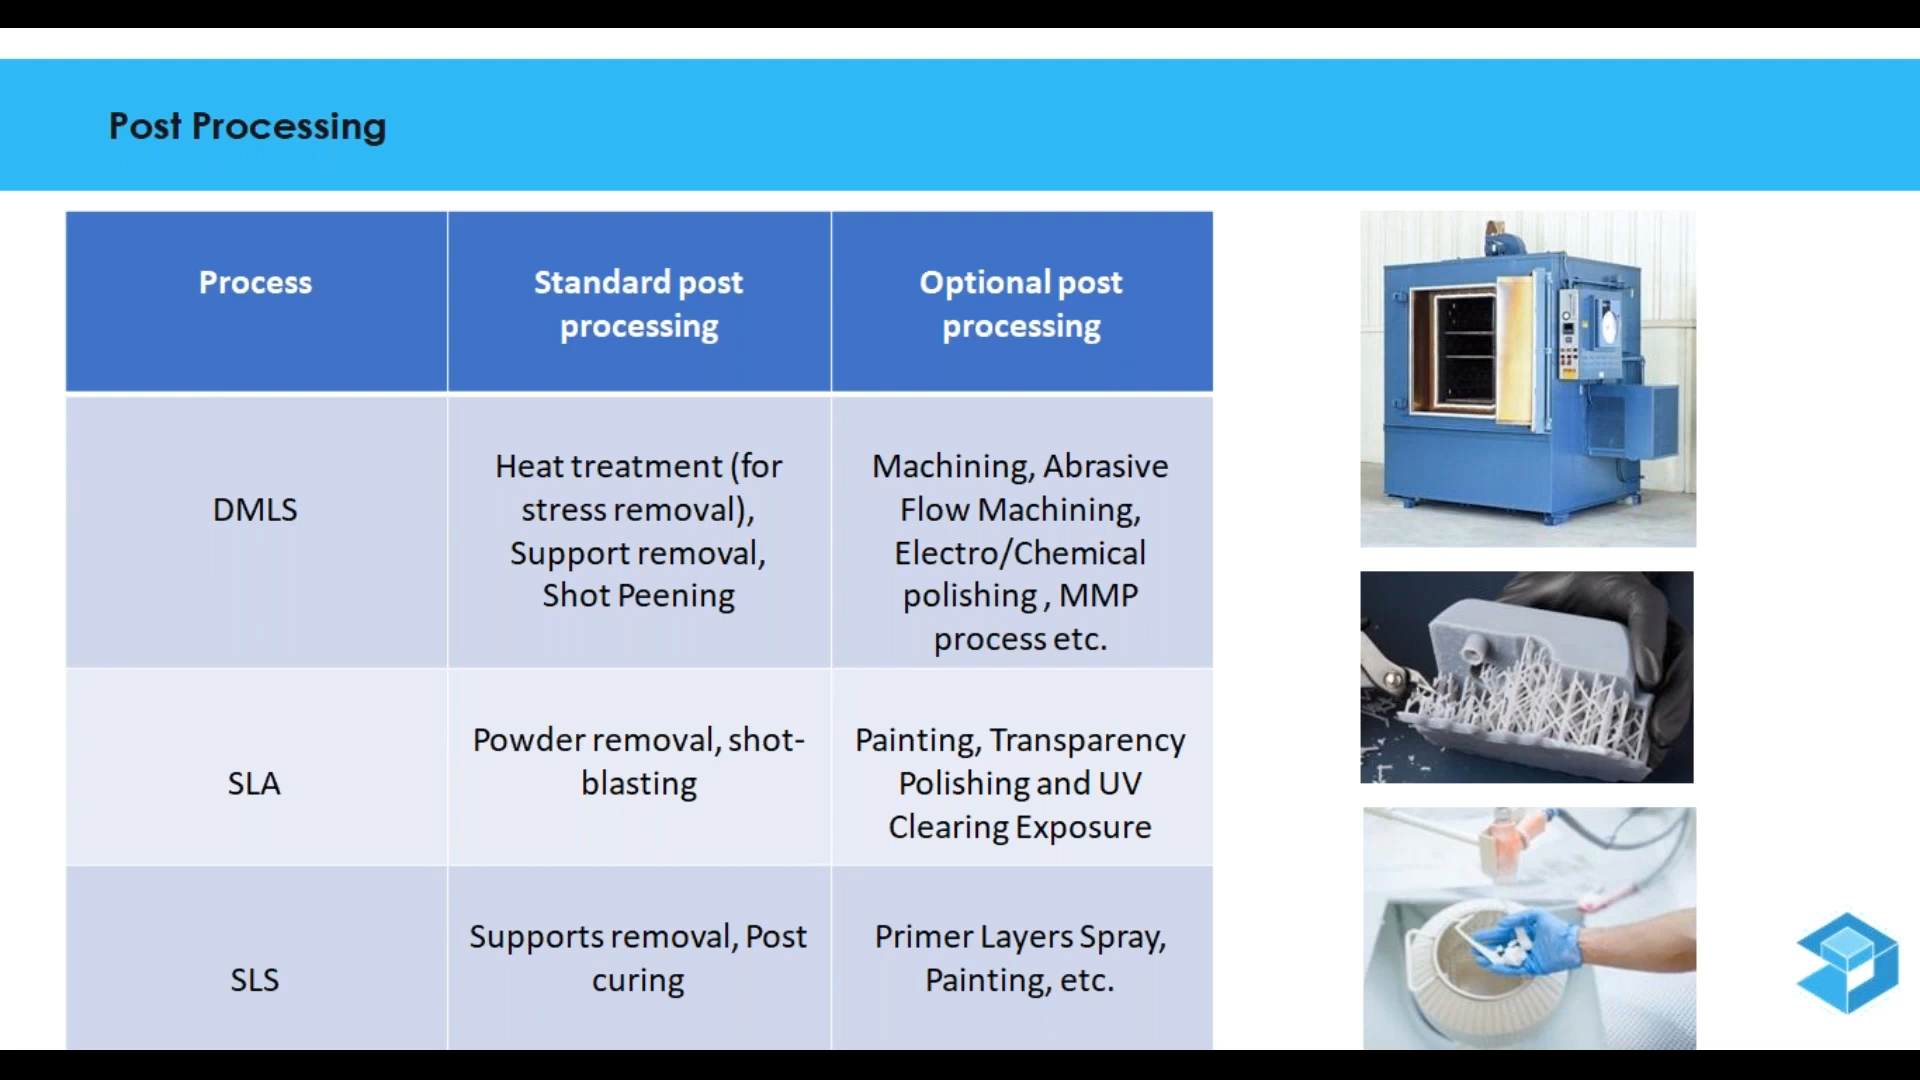 Post Processing
Process
Standard post
processing
Optional post
processing
DMLS
Heat treatment (for
stress removal),
Support removal,
Shot Peening
Machining, Abrasive
Flow Machining,
Electro/Chemical
polishing , MMP
process etc.
SLA
Powder removal, shot-
blasting
Painting, Transparency
Polishing and UV
Clearing Exposure
SLS
Supports removal, Post
curing
Primer Layers Spray,
Painting, etc.